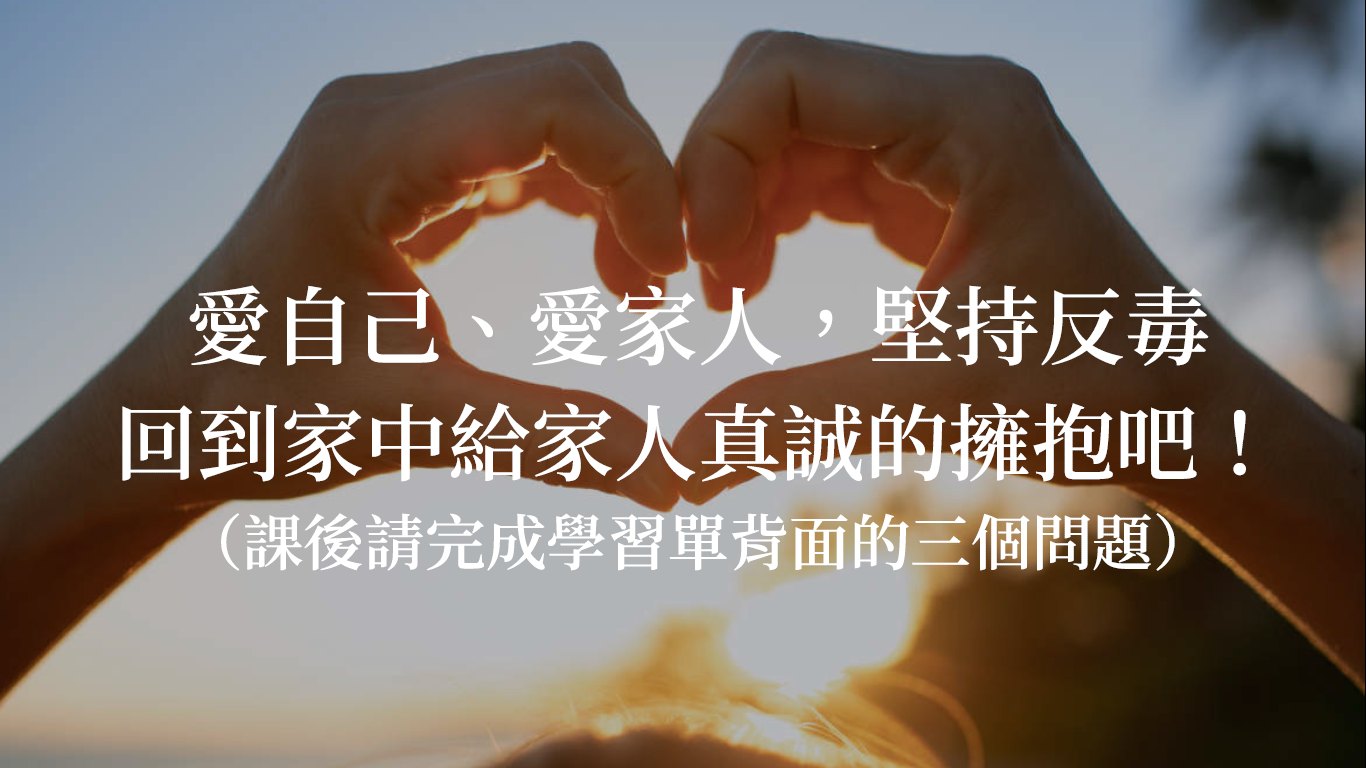 愛自己、愛家人，堅持反毒
回到家中給家人真誠的擁抱吧！
（課後請完成學習單背面的三個問題）